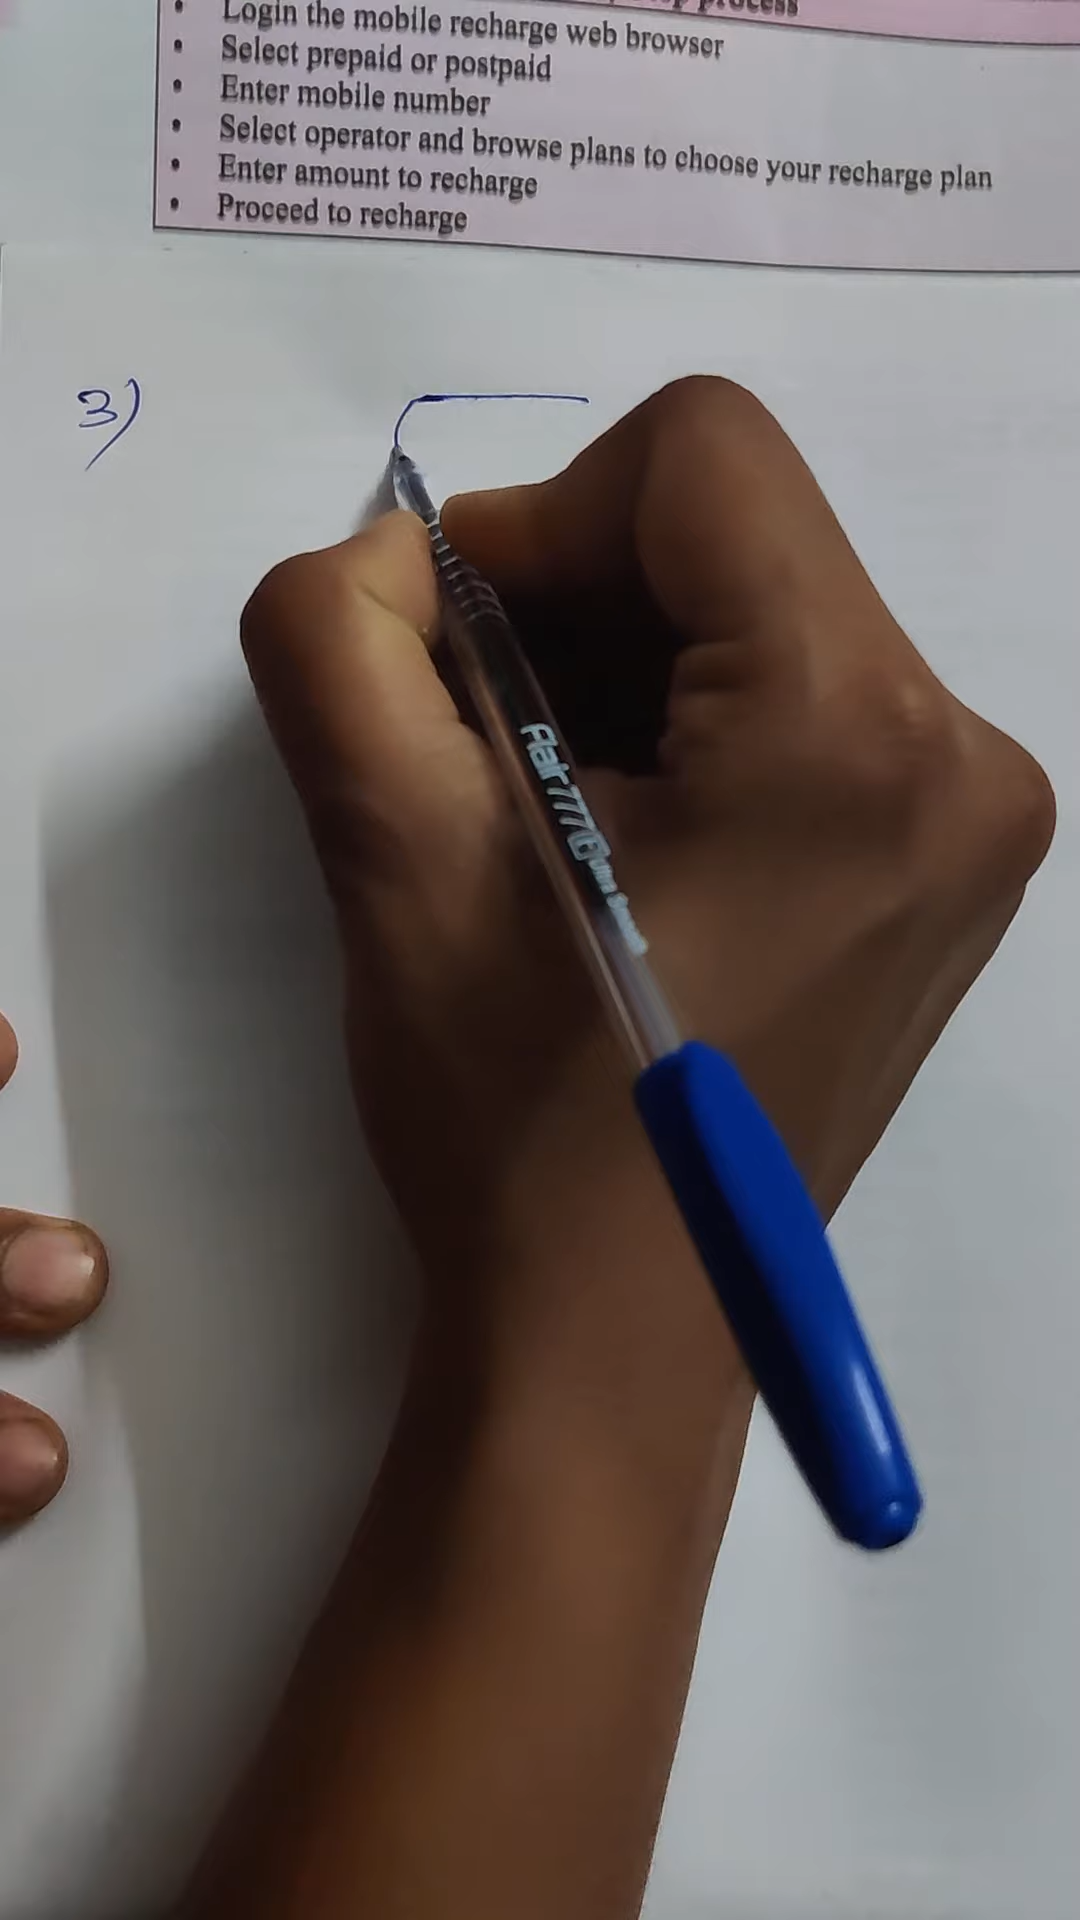 process
Login the mobile recharge web browser
• Select prepaid or postpaid
• Enter mobile number
• Select operator and browse plans to choose your recharge plan
• Enter amount to recharge
• Proceed to recharge
3)
Flair 777